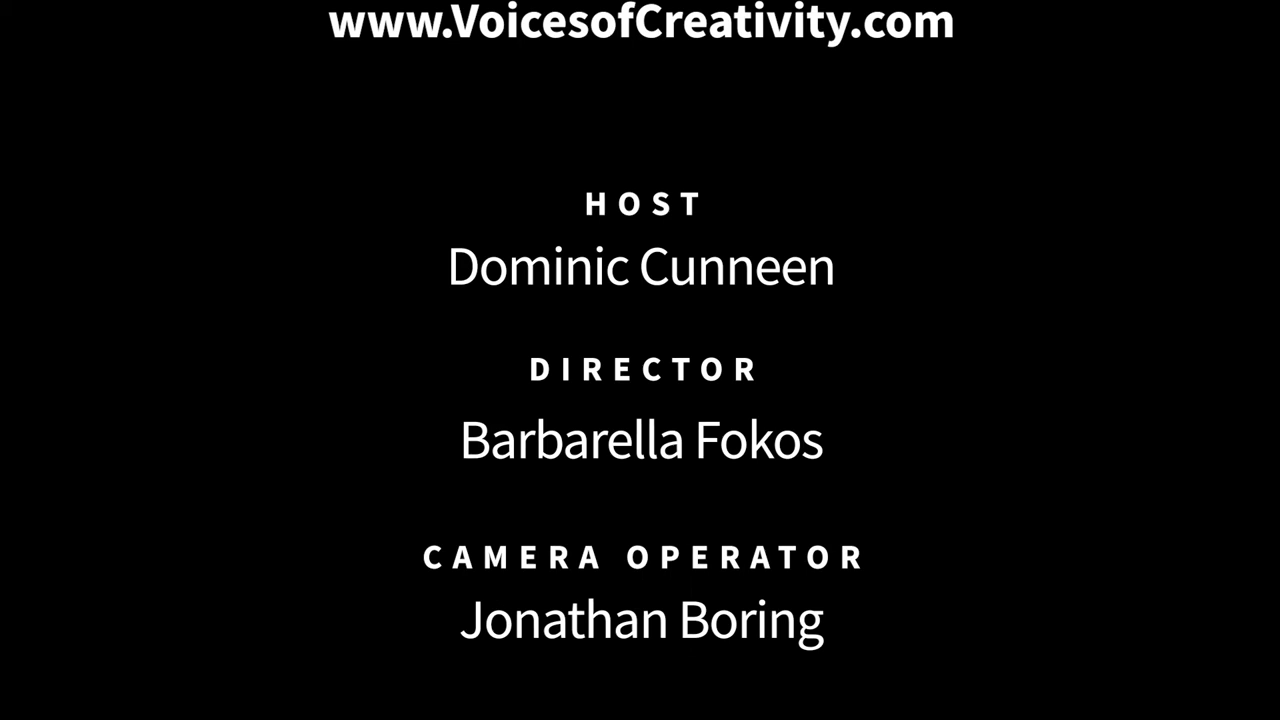 www.VoicesofCreativity.com
HOST
Dominic Cunneen
DIRECTOR
Barbarella Fokos
CAMERA OPERATOR
Jonathan Boring